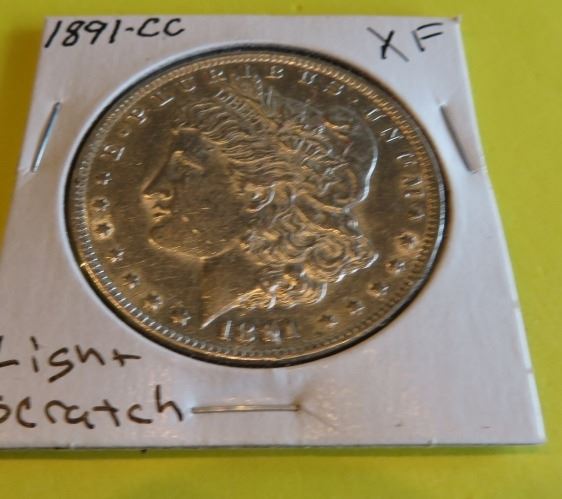 1891-CC
XF
E·PLURIBUS·UNUM
1891
Light
Scratch